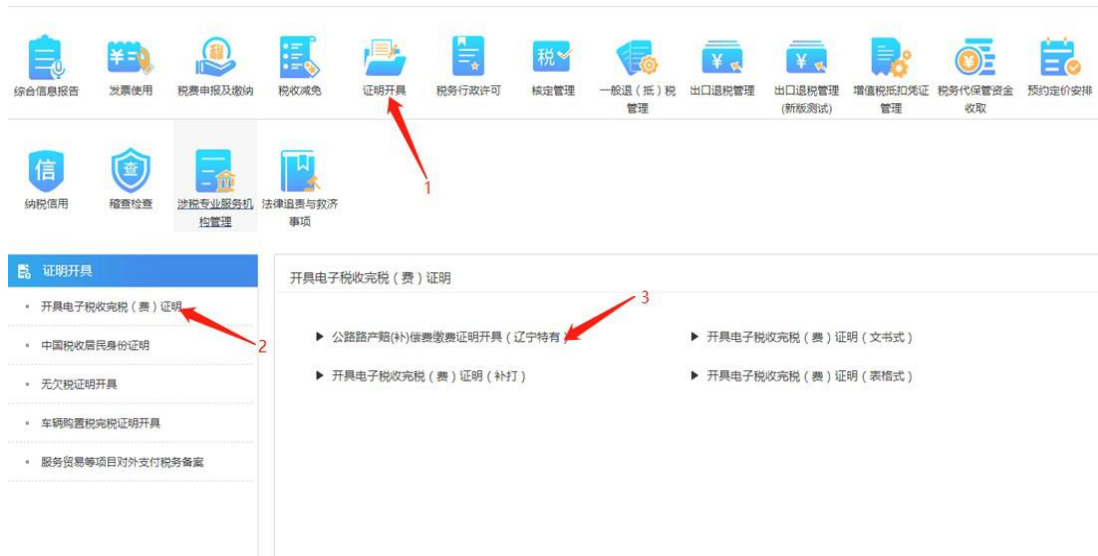 综合信息报告 发票使用 税费申报及缴纳 税收减免 证明开具 税务行政许可 核定管理 一般退（抵）税 出口退税管理 出口退税管理 增值税抵扣凭证 税务代保管资金 预约定价安排
管理 (新版测试) 管理 收取
1
纳税信用 稽查检查 涉税专业服务机 法律追责与救济
构管理 事项
证明开具
开具电子税收完税（费）证明
中国税收居民身份证明
无欠税证明开具
车辆购置税完税证明开具
服务贸易等项目对外支付税务备案
2
开具电子税收完税（费）证明
3
公路路产赔(补)偿费缴费证明开具（辽宁特有）
开具电子税收完税（费）证明（文书式）
开具电子税收完税（费）证明（补打）
开具电子税收完税（费）证明（表格式）